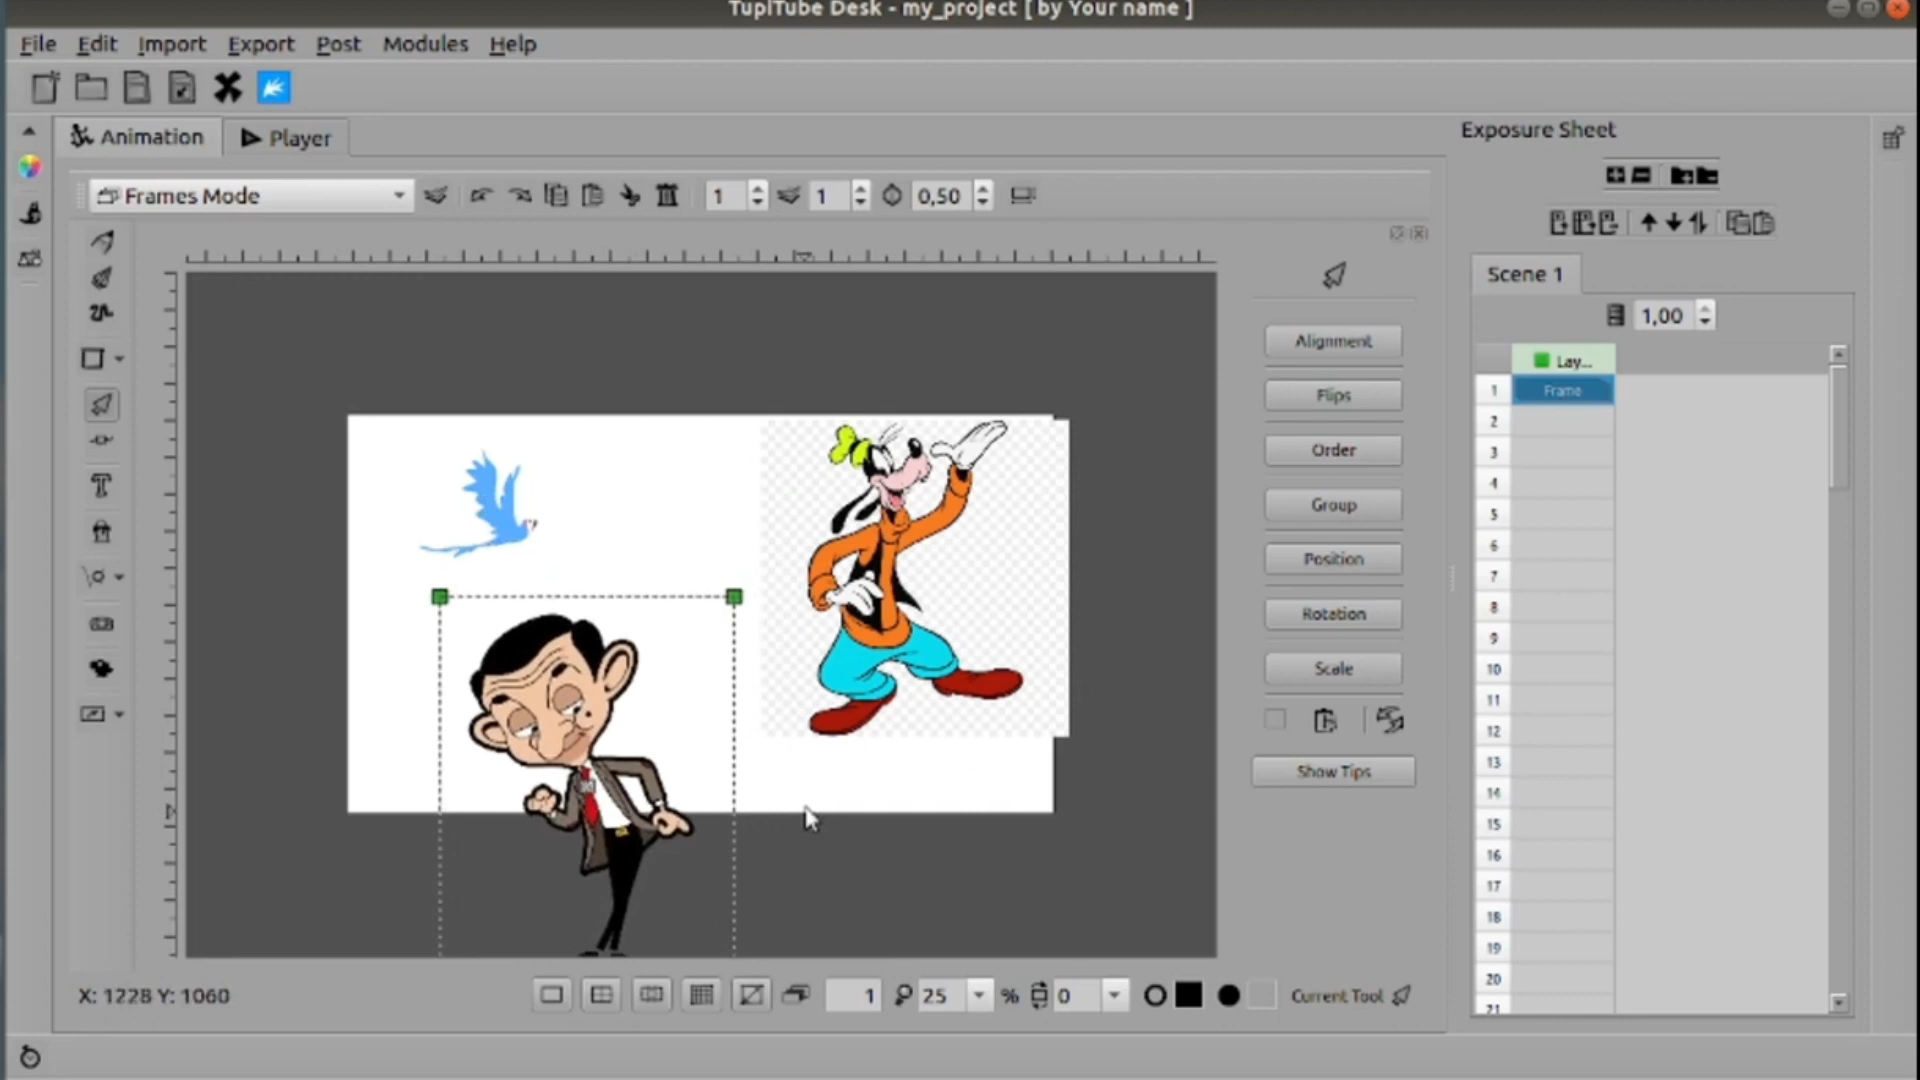 TupiTube Desk - my_project [ by Your name ]
File Edit Import Export Post Modules Help
Animation Player
Exposure Sheet
Frames Mode 1 1 0,50
Scene 1
1,00
Lay...
1 Frame
2
3
4
5
6
7
8
9
10
11
12
13
14
15
16
17
18
19
20
21
Alignment
Flips
Order
Group
Position
Rotation
Scale
Show Tips
X: 1228 Y: 1060 1 25 % 0 Current Tool